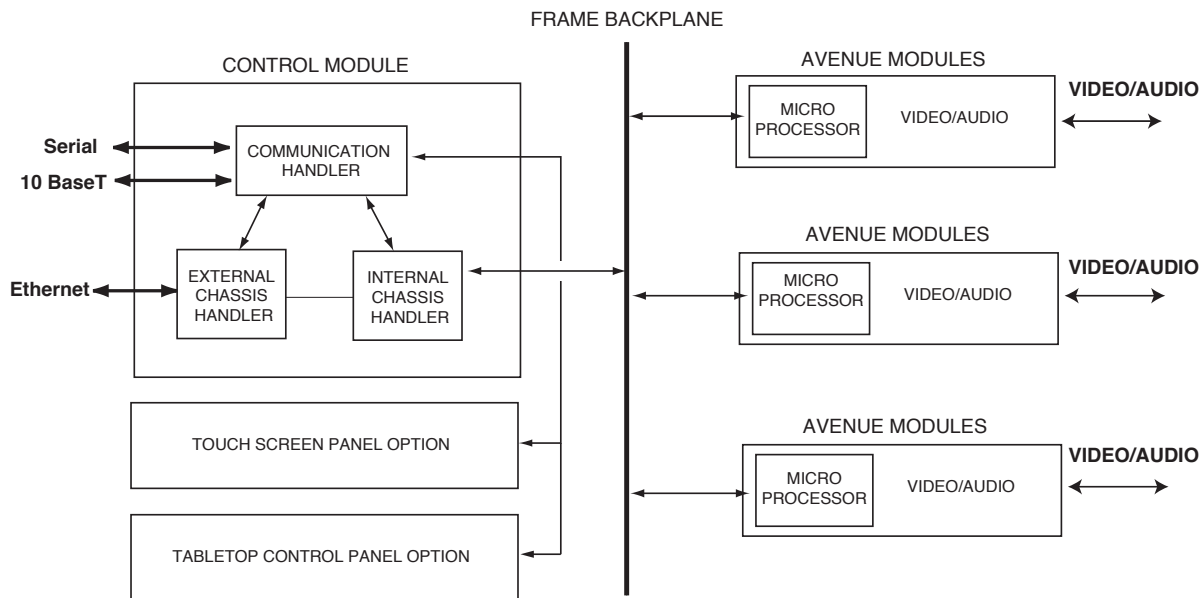 FRAME BACKPLANE
CONTROL MODULE
Serial
10 BaseT
COMMUNICATION
HANDLER
Ethernet
EXTERNAL
CHASSIS
HANDLER
INTERNAL
CHASSIS
HANDLER
TOUCH SCREEN PANEL OPTION
TABLETOP CONTROL PANEL OPTION
AVENUE MODULES
MICRO
PROCESSOR
VIDEO/AUDIO
VIDEO/AUDIO
AVENUE MODULES
MICRO
PROCESSOR
VIDEO/AUDIO
VIDEO/AUDIO
AVENUE MODULES
MICRO
PROCESSOR
VIDEO/AUDIO
VIDEO/AUDIO